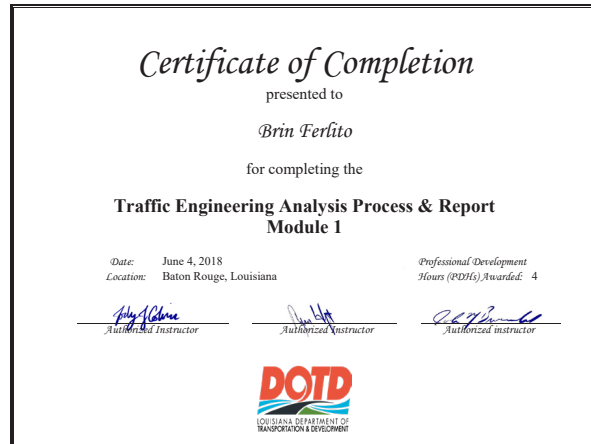 Certificate of Completion
presented to
Brin Ferlito
for completing the
Traffic Engineering Analysis Process & Report
Module 1
Date: June 4, 2018
Location: Baton Rouge, Louisiana
Professional Development
Hours (PDHs) Awarded: 4
Authorized Instructor
Authorized Instructor
Authorized instructor
DOTD
LOUISIANA DEPARTMENT OF
TRANSPORTATION & DEVELOPMENT